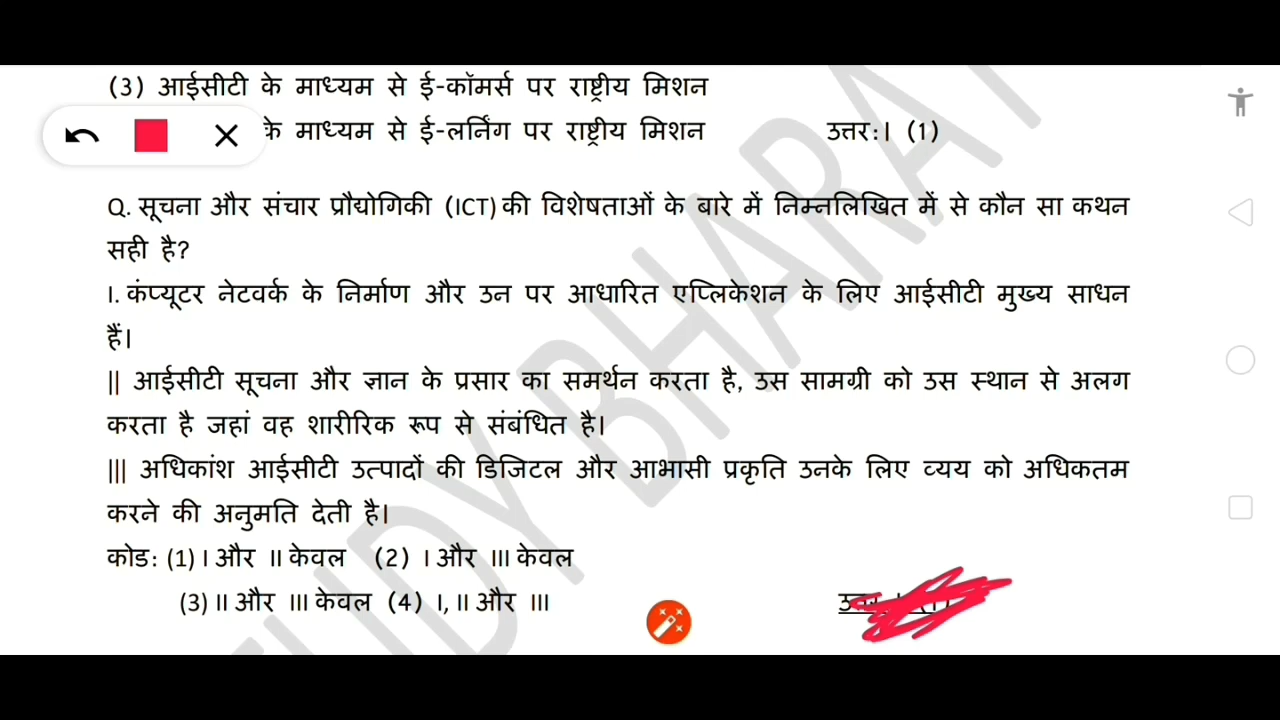 (3) आईसीटी के माध्यम से ई-कॉमर्स पर राष्ट्रीय मिशन
के माध्यम से ई-लर्निंग पर राष्ट्रीय मिशन उत्तर:। (1)
Q. सूचना और संचार प्रौद्योगिकी (ICT) की विशेषताओं के बारे में निम्नलिखित में से कौन सा कथन
सही है?
I. कंप्यूटर नेटवर्क के निर्माण और उन पर आधारित एप्लिकेशन के लिए आईसीटी मुख्य साधन
हैं।
|| आईसीटी सूचना और ज्ञान के प्रसार का समर्थन करता है, उस सामग्री को उस स्थान से अलग
करता है जहां वह शारीरिक रूप से संबंधित है।
||| अधिकांश आईसीटी उत्पादों की डिजिटल और आभासी प्रकृति उनके लिए व्यय को अधिकतम
करने की अनुमति देती है।
कोड: (1) I और II केवल (2) I और III केवल
(3) II और III केवल (4) I, II और III
STUDY BHARAT